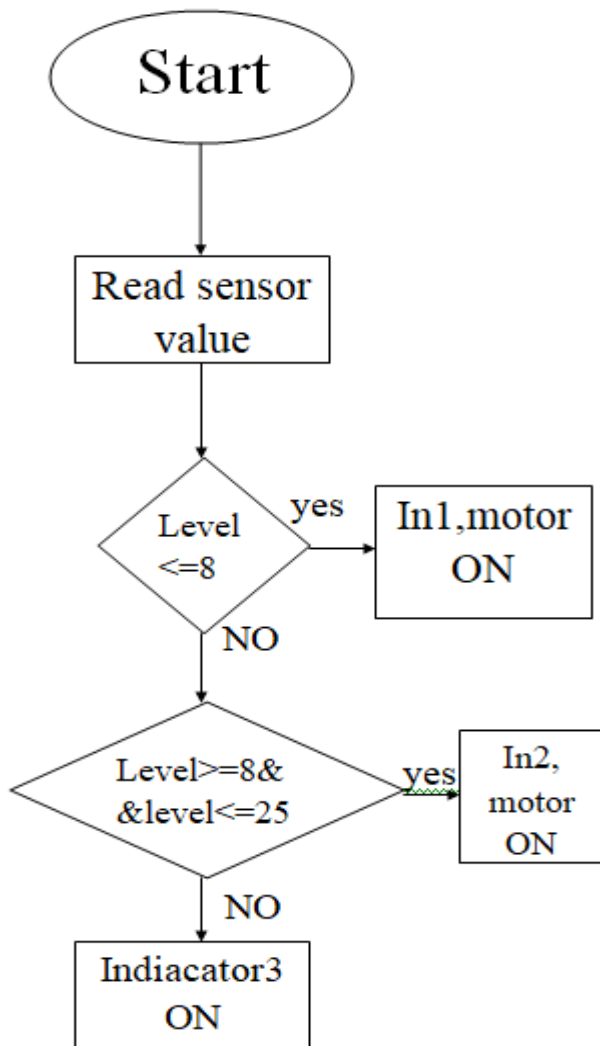 Start
Read sensor
value
Level
<=8
yes
In1,motor
ON
NO
Level>=8&
&level<=25
yes
In2,
motor
ON
NO
Indiacator3
ON